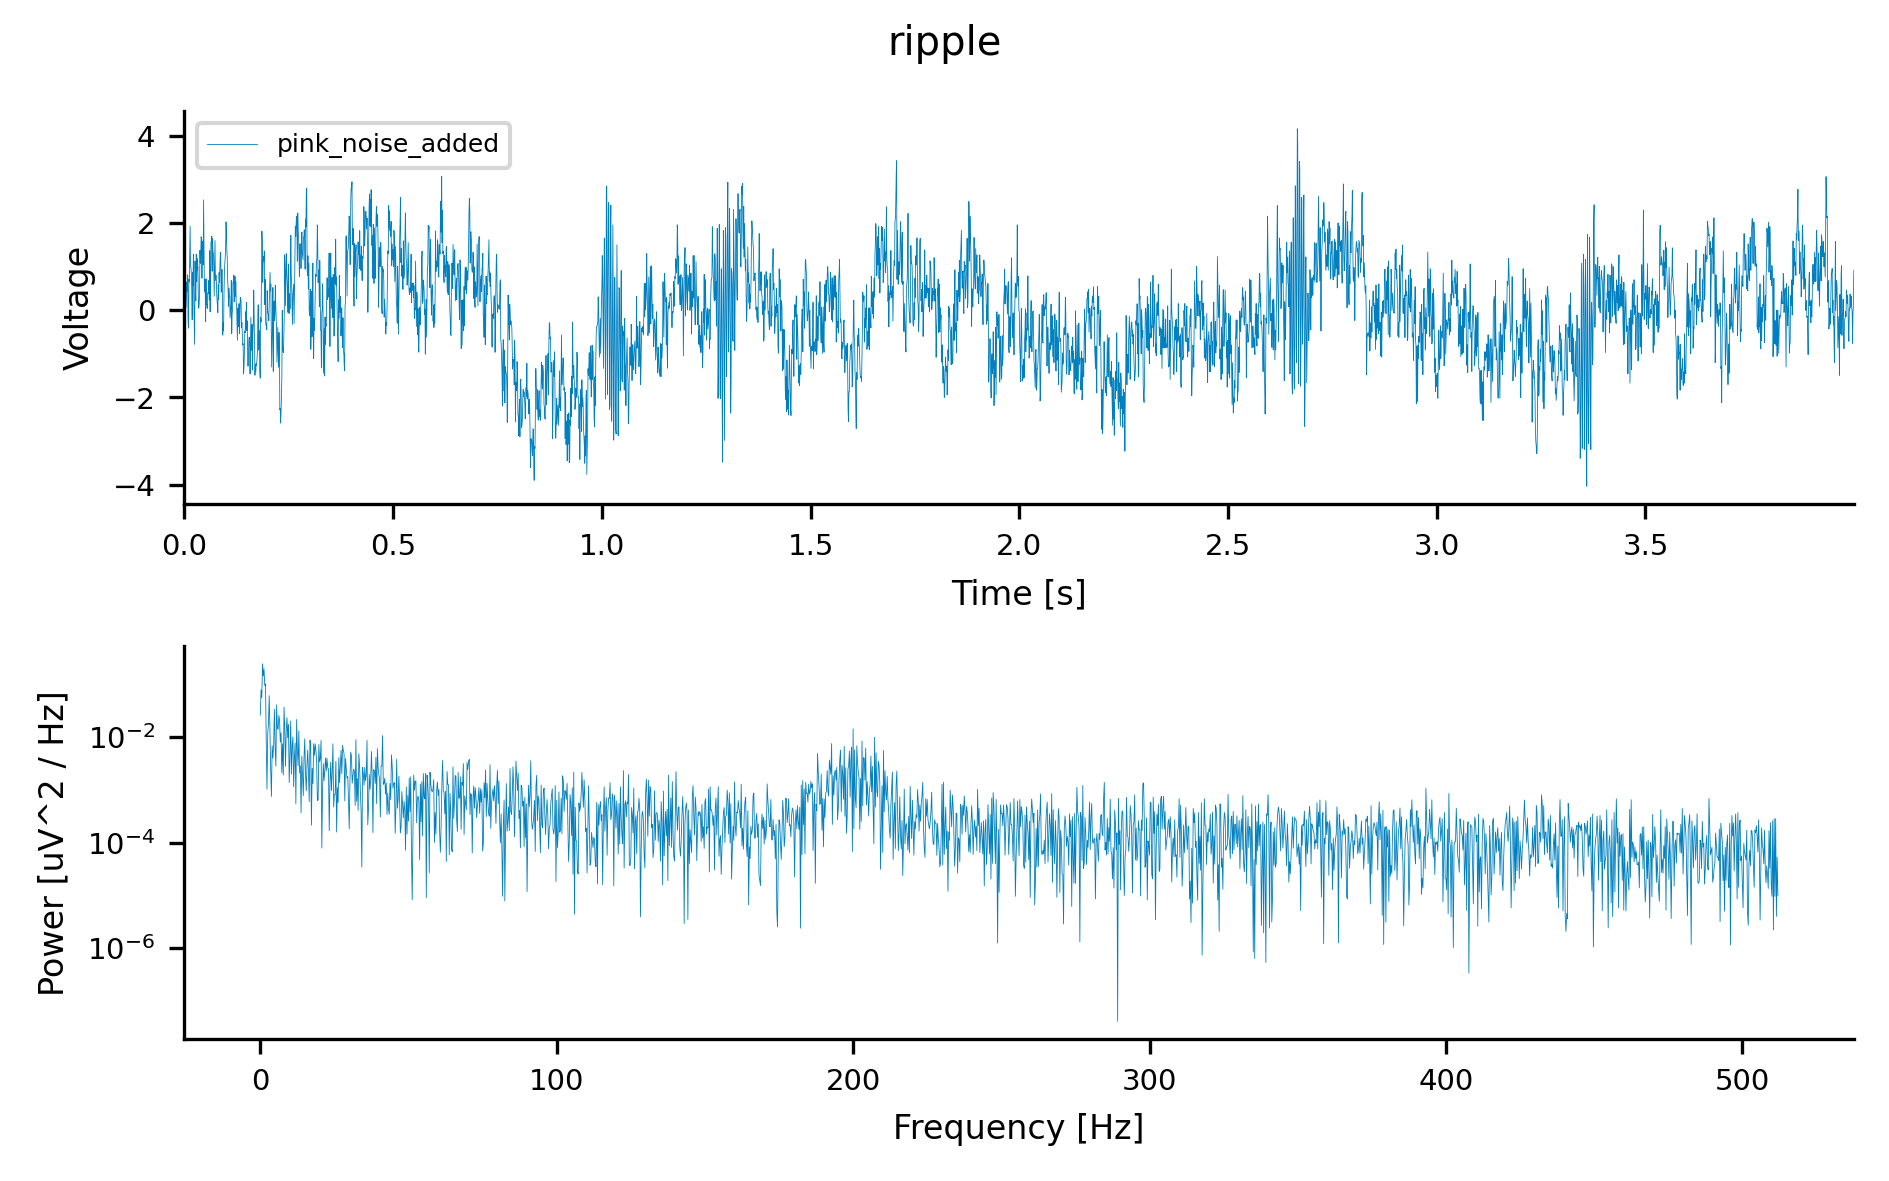 ripple
pink_noise_added
Voltage
4
2
0
−2
−4
0.0 0.5 1.0 1.5 2.0 2.5 3.0 3.5
Time [s]
Power [uV^2 / Hz]
10⁻²
10⁻⁴
10⁻⁶
0 100 200 300 400 500
Frequency [Hz]